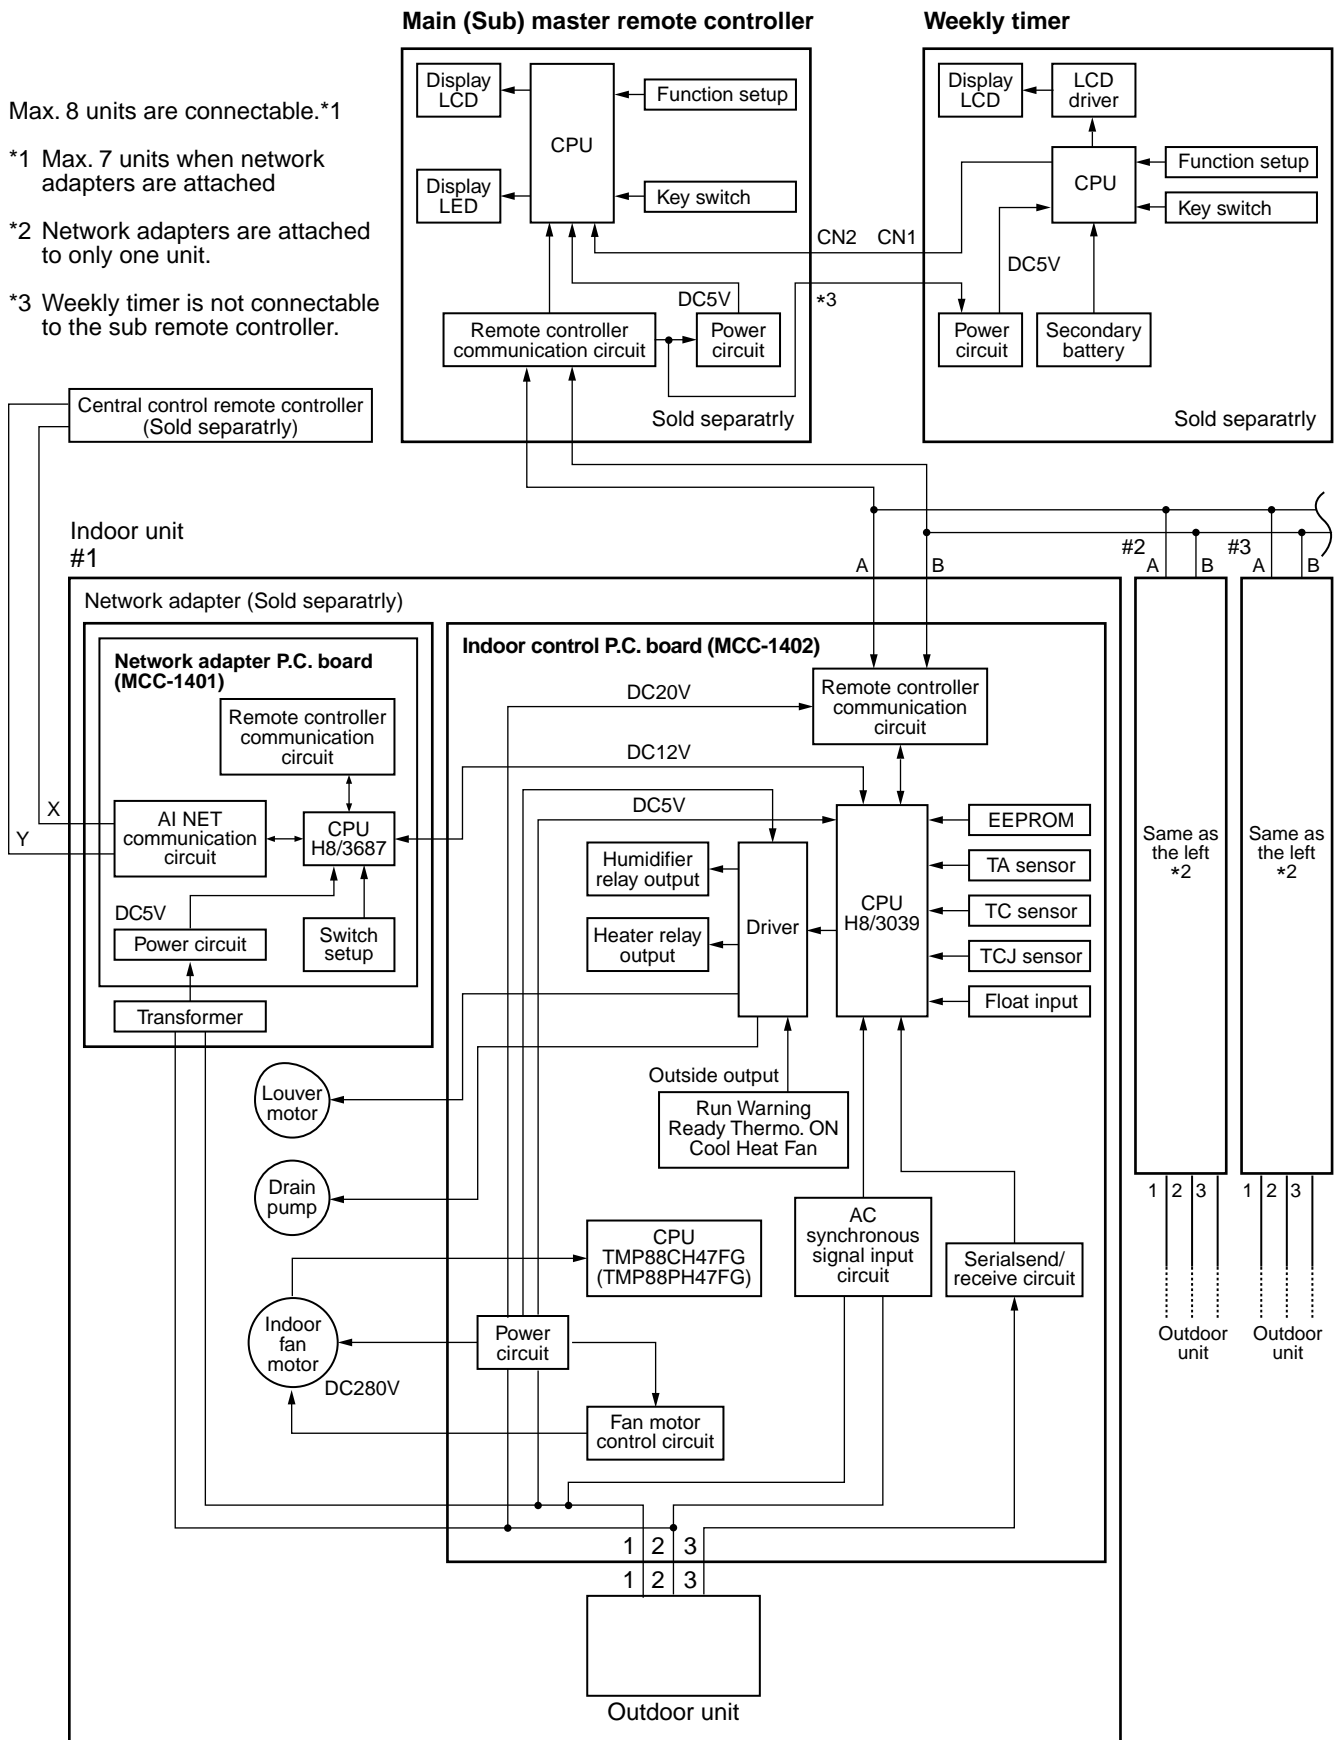 Main (Sub) master remote controller
Weekly timer
Max. 8 units are connectable.*1
*1 Max. 7 units when network
adapters are attached
*2 Network adapters are attached
to only one unit.
*3 Weekly timer is not connectable
to the sub remote controller.
Display
LCD
CPU
Function setup
Display
LED
Key switch
DC5V
Remote controller
communication circuit
Power
circuit
Sold separatrly
CN2
CN1
*3
Display
LCD
LCD
driver
CPU
Function setup
Key switch
DC5V
Power
circuit
Secondary
battery
Sold separatrly
Central control remote controller
(Sold separatrly)
Indoor unit
#1
A
B
#2
A
B
#3
A
B
Network adapter (Sold separatrly)
Network adapter P.C. board
(MCC-1401)
Remote controller
communication
circuit
X
Y
AI NET
communication
circuit
CPU
H8/3687
DC5V
Power circuit
Switch
setup
Transformer
Indoor control P.C. board (MCC-1402)
DC20V
Remote controller
communication
circuit
DC12V
DC5V
Humidifier
relay output
Heater relay
output
Driver
CPU
H8/3039
EEPROM
TA sensor
TC sensor
TCJ sensor
Float input
Outside output
Run Warning
Ready Thermo. ON
Cool Heat Fan
Louver
motor
Drain
pump
CPU
TMP88CH47FG
(TMP88PH47FG)
AC
synchronous
signal input
circuit
Serialsend/
receive circuit
Indoor
fan
motor
DC280V
Power
circuit
Fan motor
control circuit
1 2 3
1 2 3
Outdoor unit
Same as
the left
*2
Same as
the left
*2
1 2 3
1 2 3
Outdoor
unit
Outdoor
unit